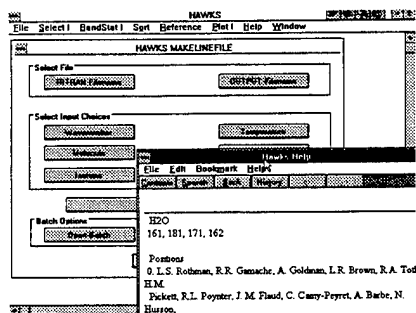 HAWKS
File Select I BandStat I Sort Reference Plot I Help Window
HAWKS MAKELINEFILE
Select File
HITRAN Filename OUTPUT Filename
Select Input Choices
Wavenumber Temperature
Molecule
Isotope
Hawks Help
File Edit Bookmark Help
Contents Search Back History
Batch Options
Open Batch
H2O
161, 181, 171, 162
Positions
0. L.S. Rothman, R.R. Gamache, A. Goldman, L.R. Brown, R.A. Toth
H.M.
Pickett, R.L. Poynter, J. M. Flaud, C. Camy-Peyret, A. Barbe, N.
Husson,